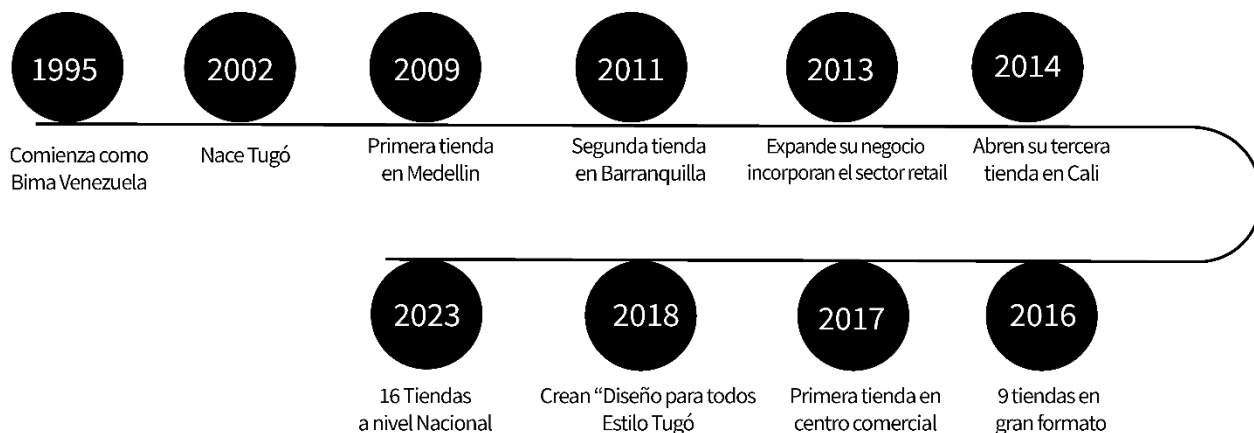 1995
Comienza como
Bima Venezuela
2002
Nace Tugó
2009
Primera tienda
en Medellin
2011
Segunda tienda
en Barranquilla
2013
Expande su negocio
incorporan el sector retail
2014
Abren su tercera
tienda en Cali
2016
9 tiendas en
gran formato
2017
Primera tienda en
centro comercial
2018
Crean “Diseño para todos
Estilo Tugó
2023
16 Tiendas
a nivel Nacional